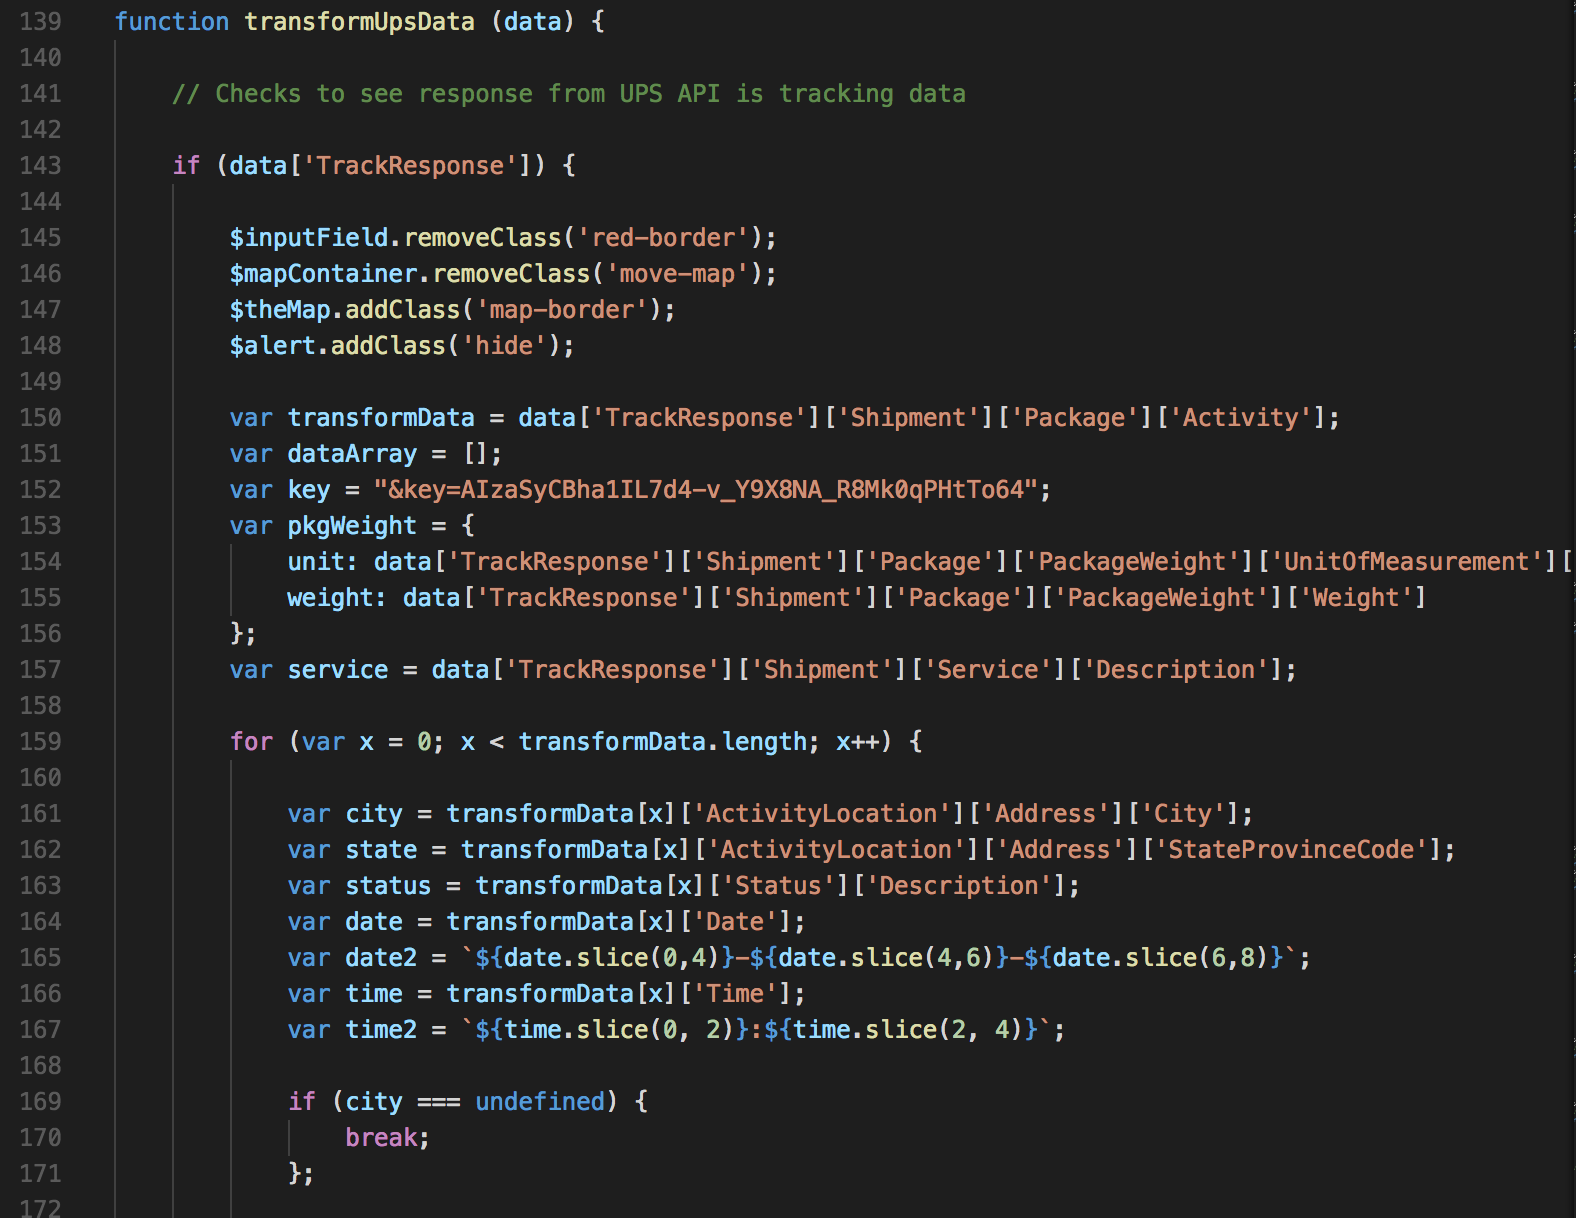 139 function transformUpsData (data) {
140
141 // Checks to see response from UPS API is tracking data
142
143 if (data['TrackResponse']) {
144
145 $inputField.removeClass('red-border');
146 $mapContainer.removeClass('move-map');
147 $theMap.addClass('map-border');
148 $alert.addClass('hide');
149
150 var transformData = data['TrackResponse']['Shipment']['Package']['Activity'];
151 var dataArray = [];
152 var key = "&key=AIzaSyCBha1IL7d4-v_Y9X8NA_R8Mk0qPHtTo64";
153 var pkgWeight = {
154 unit: data['TrackResponse']['Shipment']['Package']['PackageWeight']['UnitOfMeasurement'][
155 weight: data['TrackResponse']['Shipment']['Package']['PackageWeight']['Weight']
156 };
157 var service = data['TrackResponse']['Shipment']['Service']['Description'];
158
159 for (var x = 0; x < transformData.length; x++) {
160
161 var city = transformData[x]['ActivityLocation']['Address']['City'];
162 var state = transformData[x]['ActivityLocation']['Address']['StateProvinceCode'];
163 var status = transformData[x]['Status']['Description'];
164 var date = transformData[x]['Date'];
165 var date2 = `${date.slice(0,4)}-${date.slice(4,6)}-${date.slice(6,8)}`;
166 var time = transformData[x]['Time'];
167 var time2 = `${time.slice(0, 2)}:${time.slice(2, 4)}`;
168
169 if (city === undefined) {
170 break;
171 };
172